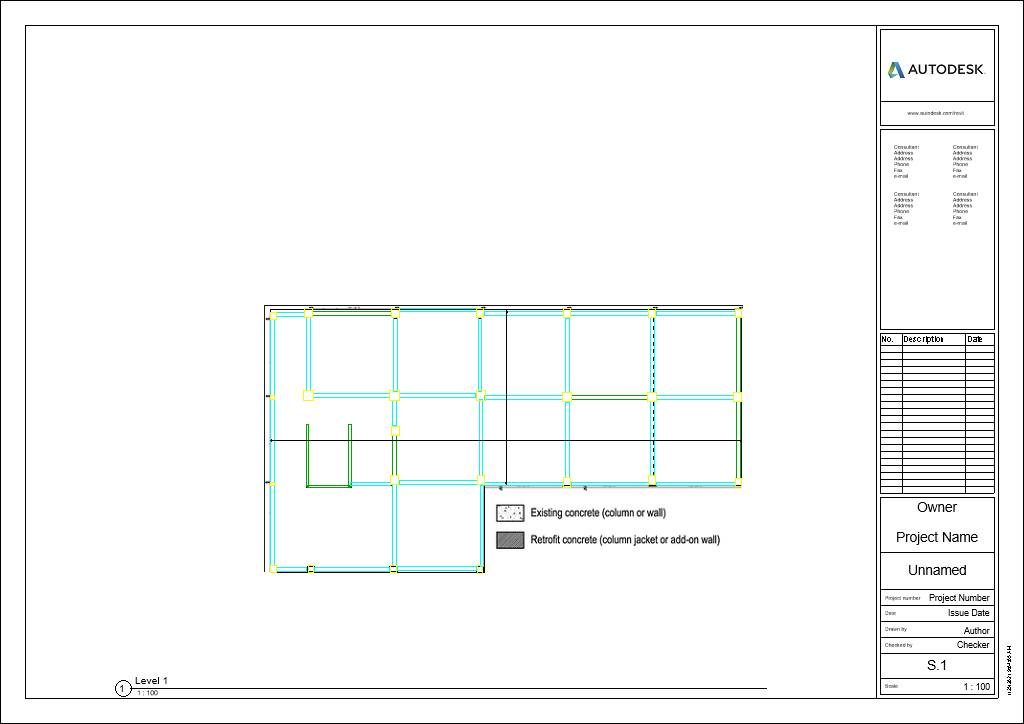 AUTODESK.
www.autodesk.com/revit
Consultant
Address
Address
Phone
Fax
e-mail
Consultant
Address
Address
Phone
Fax
e-mail
Consultant
Address
Address
Phone
Fax
e-mail
Consultant
Address
Address
Phone
Fax
e-mail
No. Description Date
Existing concrete (column or wall)
Retrofit concrete (column jacket or add-on wall)
Owner
Project Name
Unnamed
Project number Project Number
Date Issue Date
Drawn by Author
Checked by Checker
S.1
Scale 1 : 100
1 Level 1
1 : 100